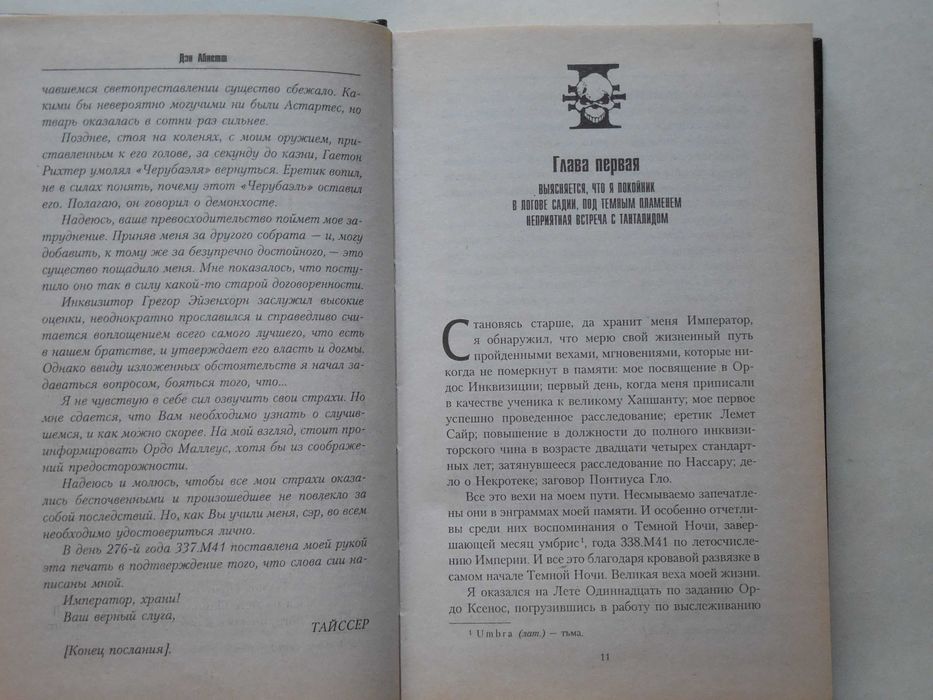 Дэн Абнетт
чавшемся светопреставлении существо сбежало. Ка-
кими бы невероятно могучими ни были Астартес, но
тварь оказалась в сотни раз сильнее.
Позднее, стоя на коленях, с моим оружием, при-
ставленным к его голове, за секунду до казни, Гаетон
Рихтер умолял «Черубаэля» вернуться. Еретик вопил,
не в силах понять, почему этот «Черубаэль» оставил
его. Полагаю, он говорил о демонхосте.
Надеюсь, ваше превосходительство поймет мое за-
труднение. Приняв меня за другого собрата — и, могу
добавить, к тому же за безупречно достойного, — это
существо пощадило меня. Мне показалось, что посту-
пило оно так в силу какой-то старой договоренности.
Инквизитор Грегор Эйзенхорн заслужил высокие
оценки, неоднократно прославился и справедливо счи-
тается воплощением всего самого лучшего, что есть
в нашем братстве, и утверждает его власть и догмы.
Однако ввиду изложенных обстоятельств я начал за-
даваться вопросом, бояться того, что...
Я не чувствую в себе сил озвучить свои страхи. Но
мне сдается, что Вам необходимо узнать о случив-
шемся, и как можно скорее. На мой взгляд, стоит про-
информировать Ордо Маллеус, хотя бы из соображе-
ний предосторожности.
Надеюсь и молюсь, чтобы все мои страхи оказа-
лись беспочвенными и произошедшее не повлекло за
собой последствий. Но, как Вы учили меня, сэр, во всем
необходимо удостовериться лично.
В день 276-й года 337.М41 поставлена моей рукой
эта печать в подтверждение того, что слова сии на-
писаны мной.
Император, храни!
Ваш верный слуга,
ТАЙССЕР
[Конец послания].
Глава первая
ВЫЯСНЯЕТСЯ, ЧТО Я ПОКОЙНИК
В ЛОГОВЕ САДИИ, ПОД ТЕМНЫМ ПЛАМЕНЕМ
НЕПРИЯТНАЯ ВСТРЕЧА С ТАНТАЛИДОМ
Становясь старше, да хранит меня Император,
я обнаружил, что мерю свой жизненный путь
пройденными вехами, мгновениями, которые ни-
когда не померкнут в памяти: мое посвящение в Ор-
дос Инквизиции; первый день, когда меня приписали
в качестве ученика к великому Хапшанту; мое первое
успешно проведенное расследование; еретик Лемет
Сайр; повышение в должности до полного инквизи-
торского чина в возрасте двадцати четырех стандарт-
ных лет; затянувшееся расследование по Нассару; де-
ло о Некротеке; заговор Понтиуса Гло.
Все это вехи на моем пути. Несмываемо запечатле-
ны они в энграммах моей памяти. И особенно отчетли-
вы среди них воспоминания о Темной Ночи, завер-
шающей месяц умбрис¹, года 338.М41 по летосчисле-
нию Империи. И все это благодаря кровавой развязке в
самом начале Темной Ночи. Великая веха моей жизни.
Я оказался на Лете Одиннадцать по заданию Ор-
до Ксенос, погрузившись в работу по выслеживанию
¹ Umbra (лат.) — тьма.
11